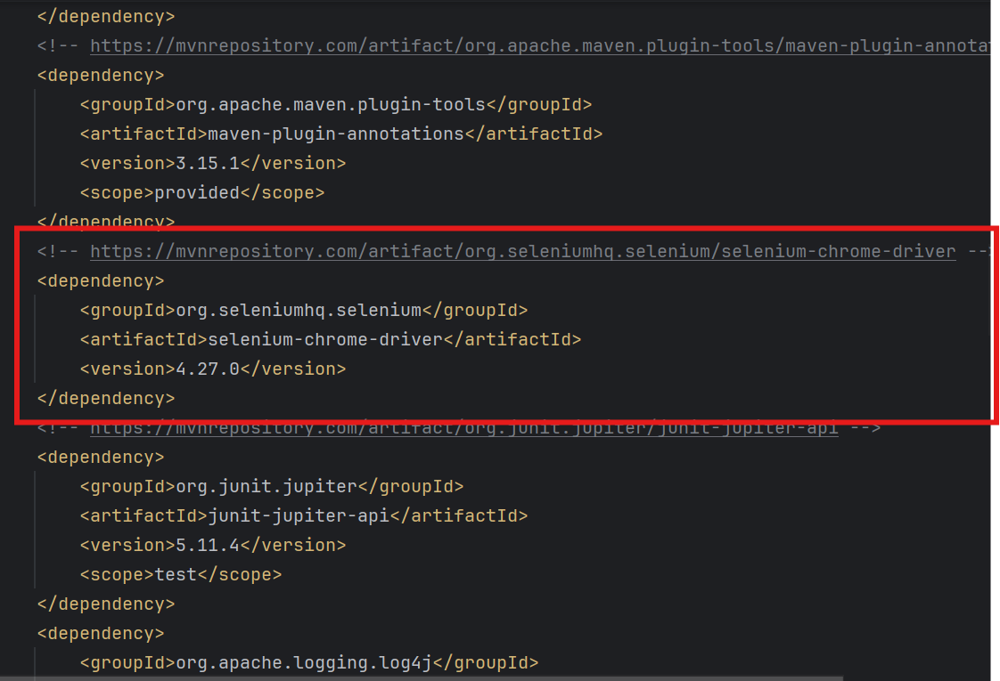 </dependency>
<!-- https://mvnrepository.com/artifact/org.apache.maven.plugin-tools/maven-plugin-annota
<dependency>
<groupId>org.apache.maven.plugin-tools</groupId>
<artifactId>maven-plugin-annotations</artifactId>
<version>3.15.1</version>
<scope>provided</scope>
</dependency>
<!-- https://mvnrepository.com/artifact/org.seleniumhq.selenium/selenium-chrome-driver -->
<dependency>
<groupId>org.seleniumhq.selenium</groupId>
<artifactId>selenium-chrome-driver</artifactId>
<version>4.27.0</version>
</dependency>
<!-- https://mvnrepository.com/artifact/org.junit.jupiter/junit-jupiter-api -->
<dependency>
<groupId>org.junit.jupiter</groupId>
<artifactId>junit-jupiter-api</artifactId>
<version>5.11.4</version>
<scope>test</scope>
</dependency>
<dependency>
<groupId>org.apache.logging.log4j</groupId>